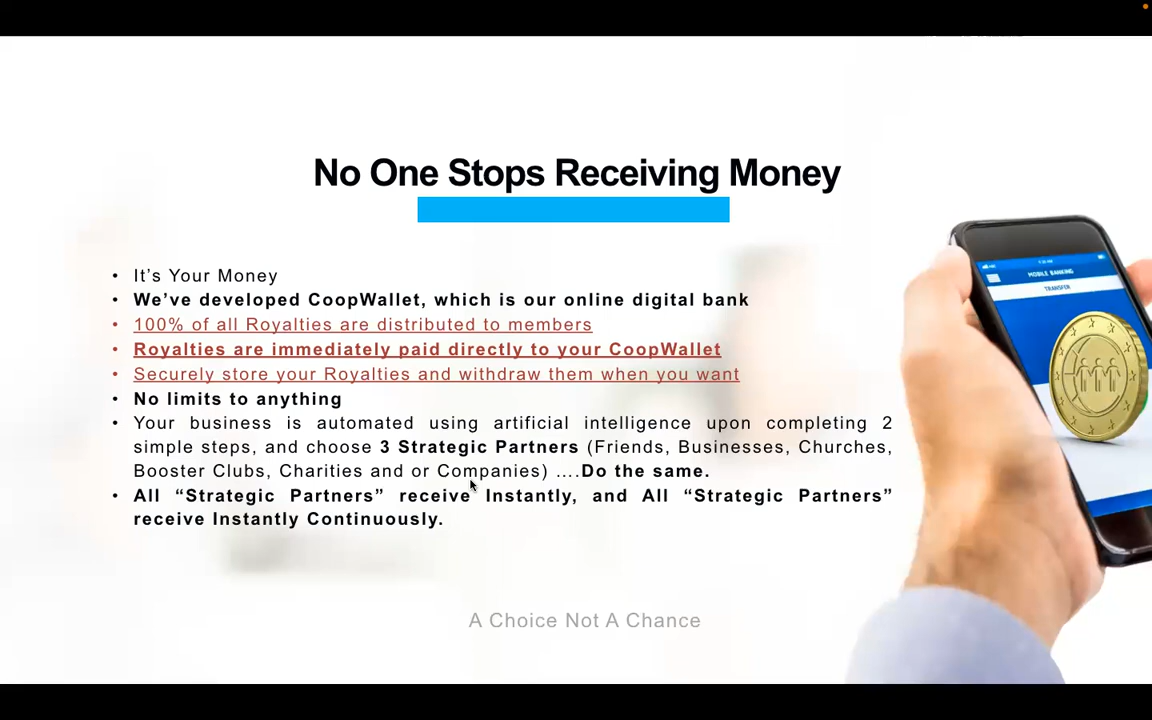 No One Stops Receiving Money
• It’s Your Money
• We’ve developed CoopWallet, which is our online digital bank
• 100% of all Royalties are distributed to members
• Royalties are immediately paid directly to your CoopWallet
• Securely store your Royalties and withdraw them when you want
• No limits to anything
• Your business is automated using artificial intelligence upon completing 2
simple steps, and choose 3 Strategic Partners (Friends, Businesses, Churches,
Booster Clubs, Charities and or Companies) ….Do the same.
• All “Strategic Partners” receive Instantly, and All “Strategic Partners”
receive Instantly Continuously.
A Choice Not A Chance
MOBILE BANKING
TRANSFER